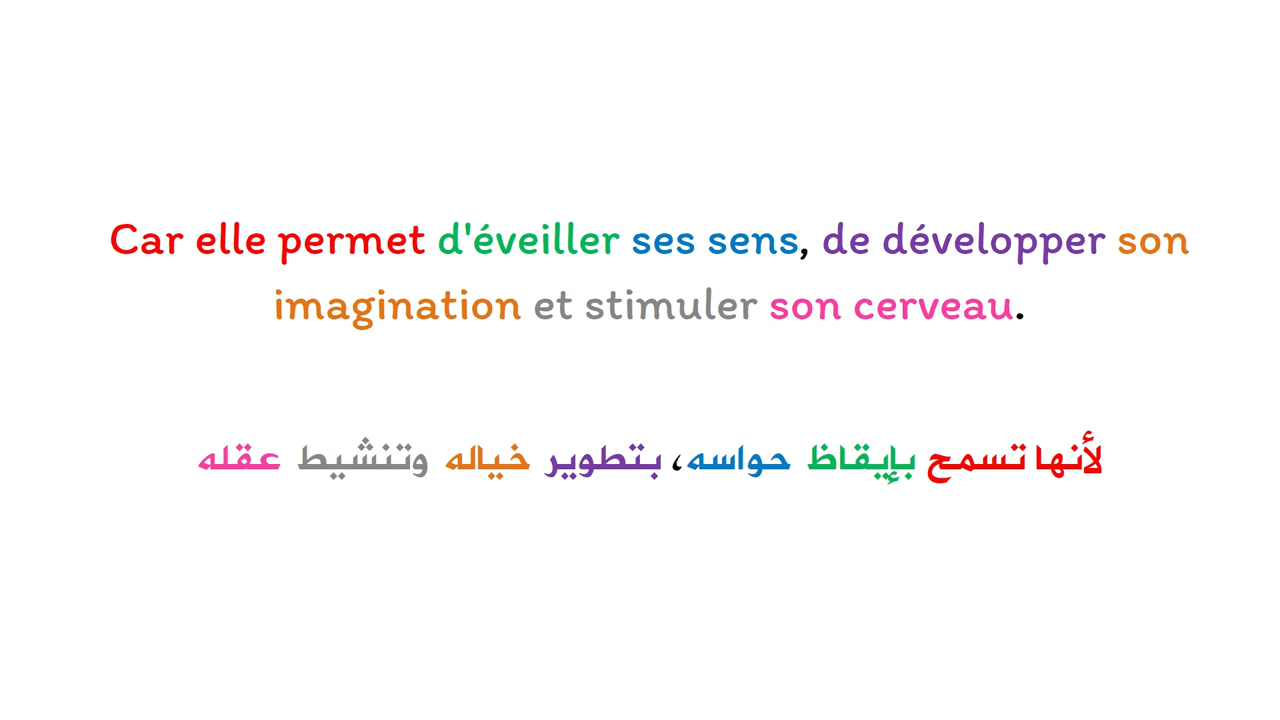 Car elle permet d'éveiller ses sens, de développer son
imagination et stimuler son cerveau.
لأنها تسمح بإيقاظ حواسه، بتطوير خياله وتنشيط عقله